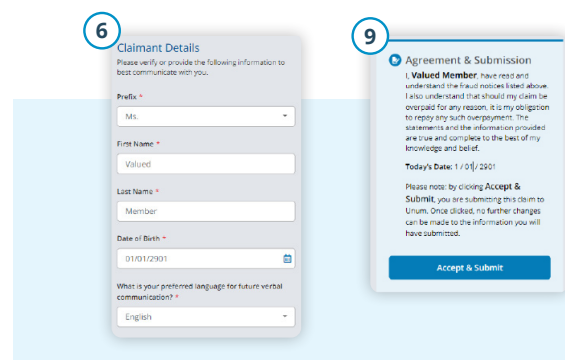 6
Claimant Details
Please verify or provide the following information to
best communicate with you.
Prefix *
Ms.
First Name *
Valued
Last Name *
Member
Date of Birth *
01/01/2901
What is your preferred language for future verbal
communication? *
English
9
Agreement & Submission
I, Valued Member, have read and
understand the fraud notices listed above.
I also understand that should my claim be
overpaid for any reason, it is my obligation
to repay any such overpayment. The
statements and the information provided
are true and complete to the best of my
knowledge and belief.
Today's Date: 1 / 01 / 2901
Please note: by clicking Accept &
Submit, you are submitting this claim to
Unum. Once clicked, no further changes
can be made to the information you will
have submitted.
Accept & Submit